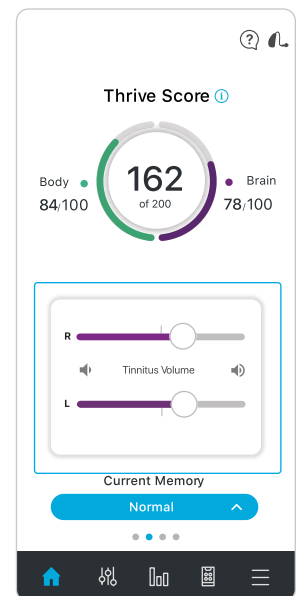 Thrive Score
Body
84/100
162
of 200
Brain
78/100
R
Tinnitus Volume
L
Current Memory
Normal